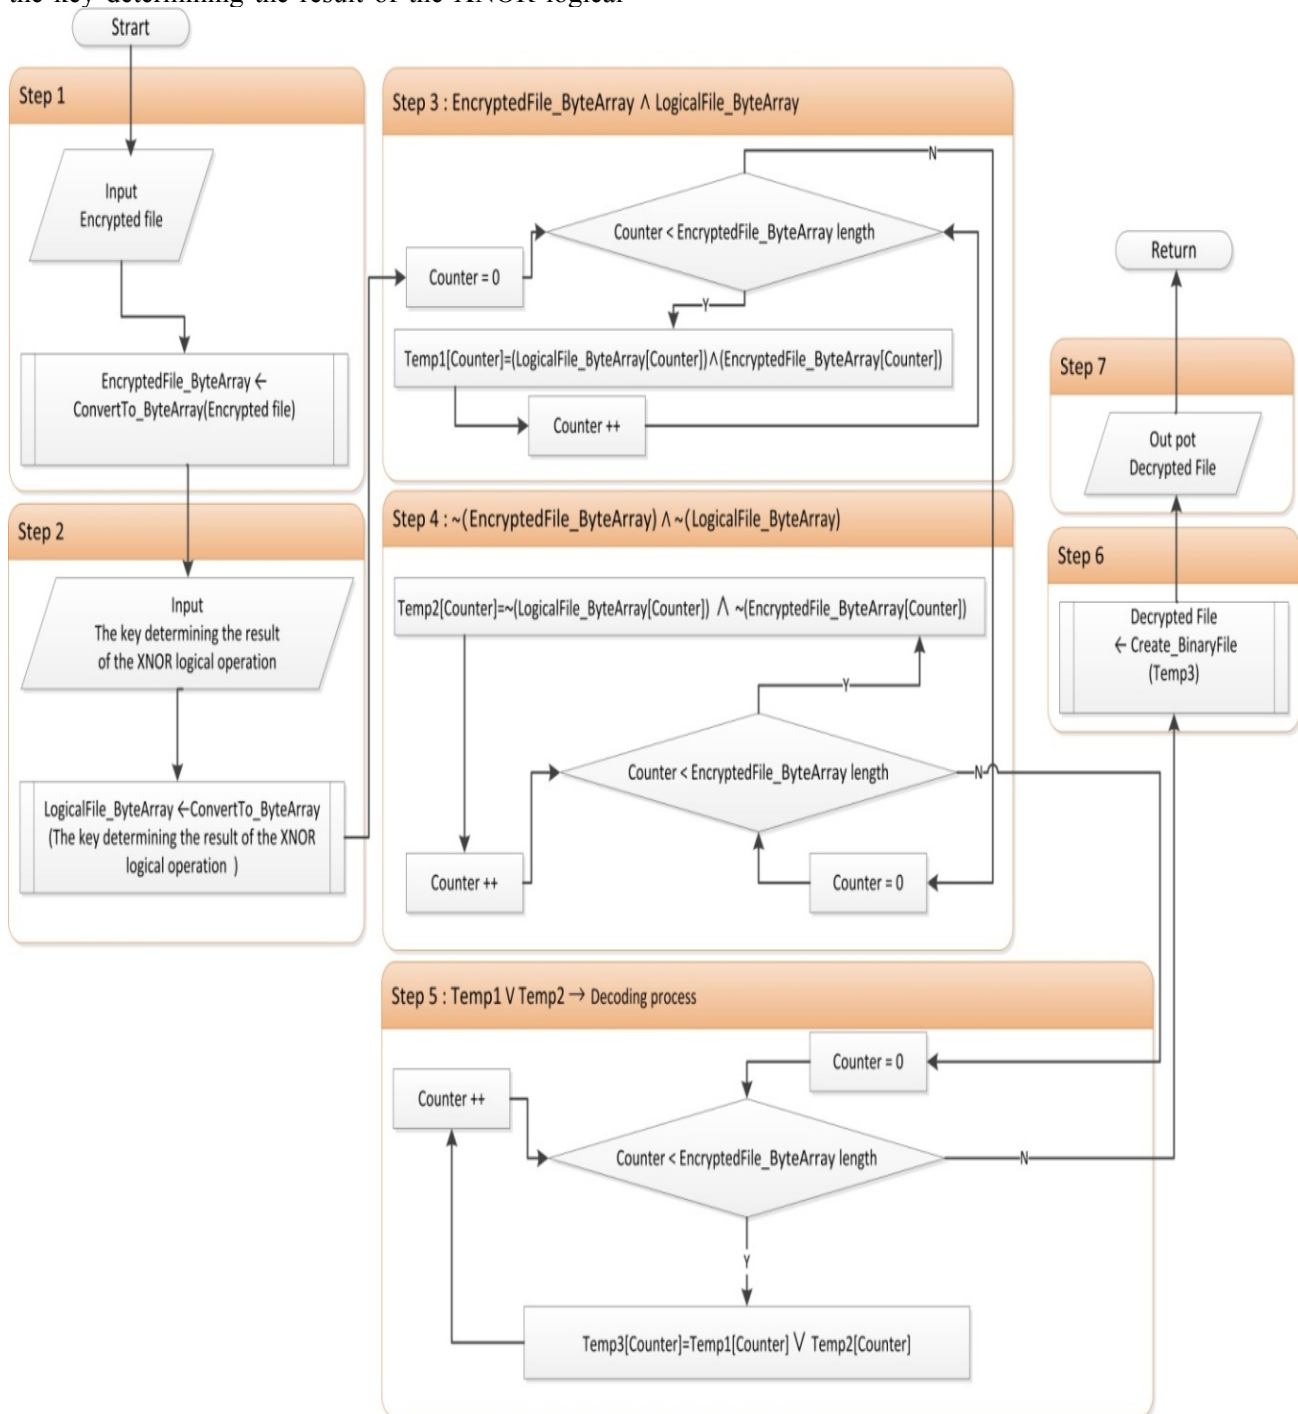 the key determining the result of the XNOR logical
Strart
Step 1
Input
Encrypted file
EncryptedFile_ByteArray ←
ConvertTo_ByteArray(Encrypted file)
Step 2
Input
The key determining the result
of the XNOR logical operation
LogicalFile_ByteArray ←ConvertTo_ByteArray
(The key determining the result of the XNOR
logical operation )
Step 3 : EncryptedFile_ByteArray ∧ LogicalFile_ByteArray
N
Counter < EncryptedFile_ByteArray length
Counter = 0
Y
Temp1[Counter]=(LogicalFile_ByteArray[Counter])∧(EncryptedFile_ByteArray[Counter])
Counter ++
Step 4 : ~(EncryptedFile_ByteArray) ∧ ~(LogicalFile_ByteArray)
Temp2[Counter]=~(LogicalFile_ByteArray[Counter]) ∧ ~(EncryptedFile_ByteArray[Counter])
Y
Counter < EncryptedFile_ByteArray length
N
Counter ++
Counter = 0
Step 5 : Temp1 V Temp2 → Decoding process
Counter = 0
Counter ++
Counter < EncryptedFile_ByteArray length
N
Y
Temp3[Counter]=Temp1[Counter] V Temp2[Counter]
Step 6
Decrypted File
← Create_BinaryFile
(Temp3)
Step 7
Out pot
Decrypted File
Return